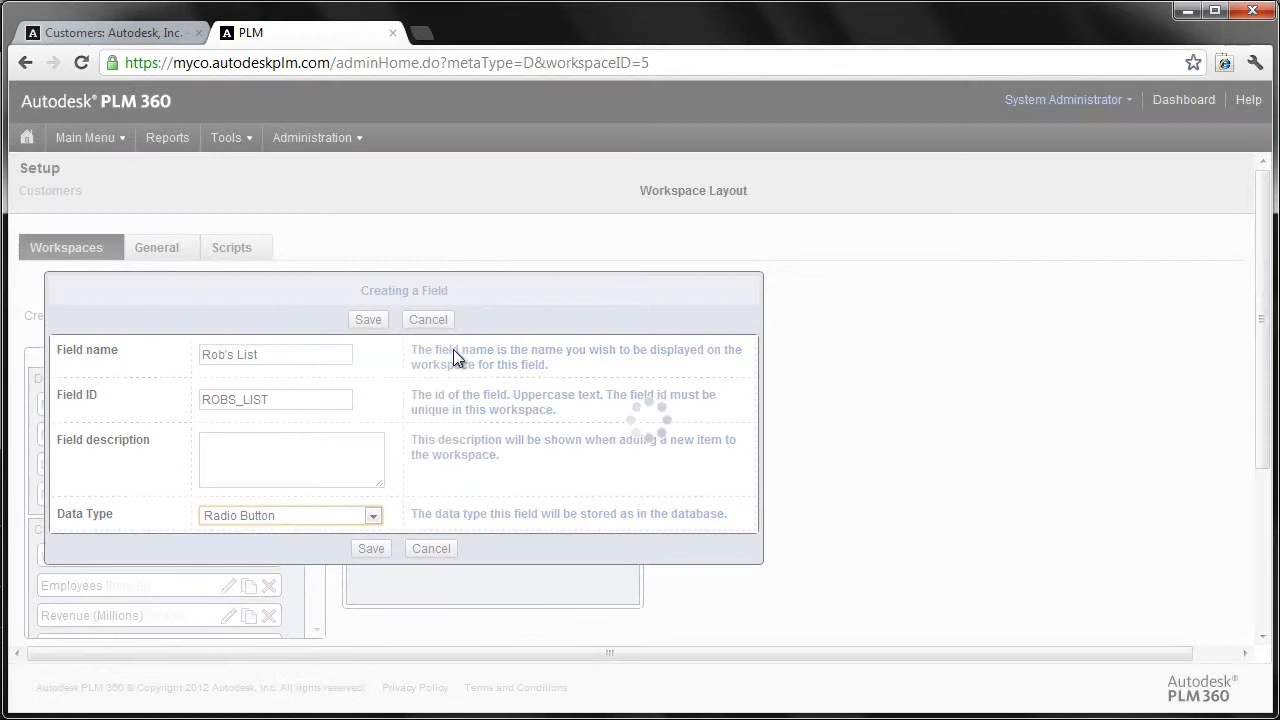 Customers: Autodesk, Inc. -
PLM
https://myco.autodeskplm.com/adminHome.do?metaType=D&workspaceID=5
Autodesk® PLM 360
System Administrator
Dashboard
Help
Main Menu
Reports
Tools
Administration
Setup
Customers
Workspace Layout
Workspaces
General
Scripts
Cre
Creating a Field
Save
Cancel
Field name
Rob's List
The field name is the name you wish to be displayed on the
workspace for this field.
Field ID
ROBS_LIST
The id of the field. Uppercase text. The field id must be
unique in this workspace.
Field description
This description will be shown when adding a new item to
the workspace.
Data Type
Radio Button
The data type this field will be stored as in the database.
Save
Cancel
Employees
Revenue (Millions)
Autodesk PLM 360 © Copyright 2012 Autodesk, Inc. All rights reserved.
Privacy Policy
Terms and Conditions
Autodesk®
PLM 360